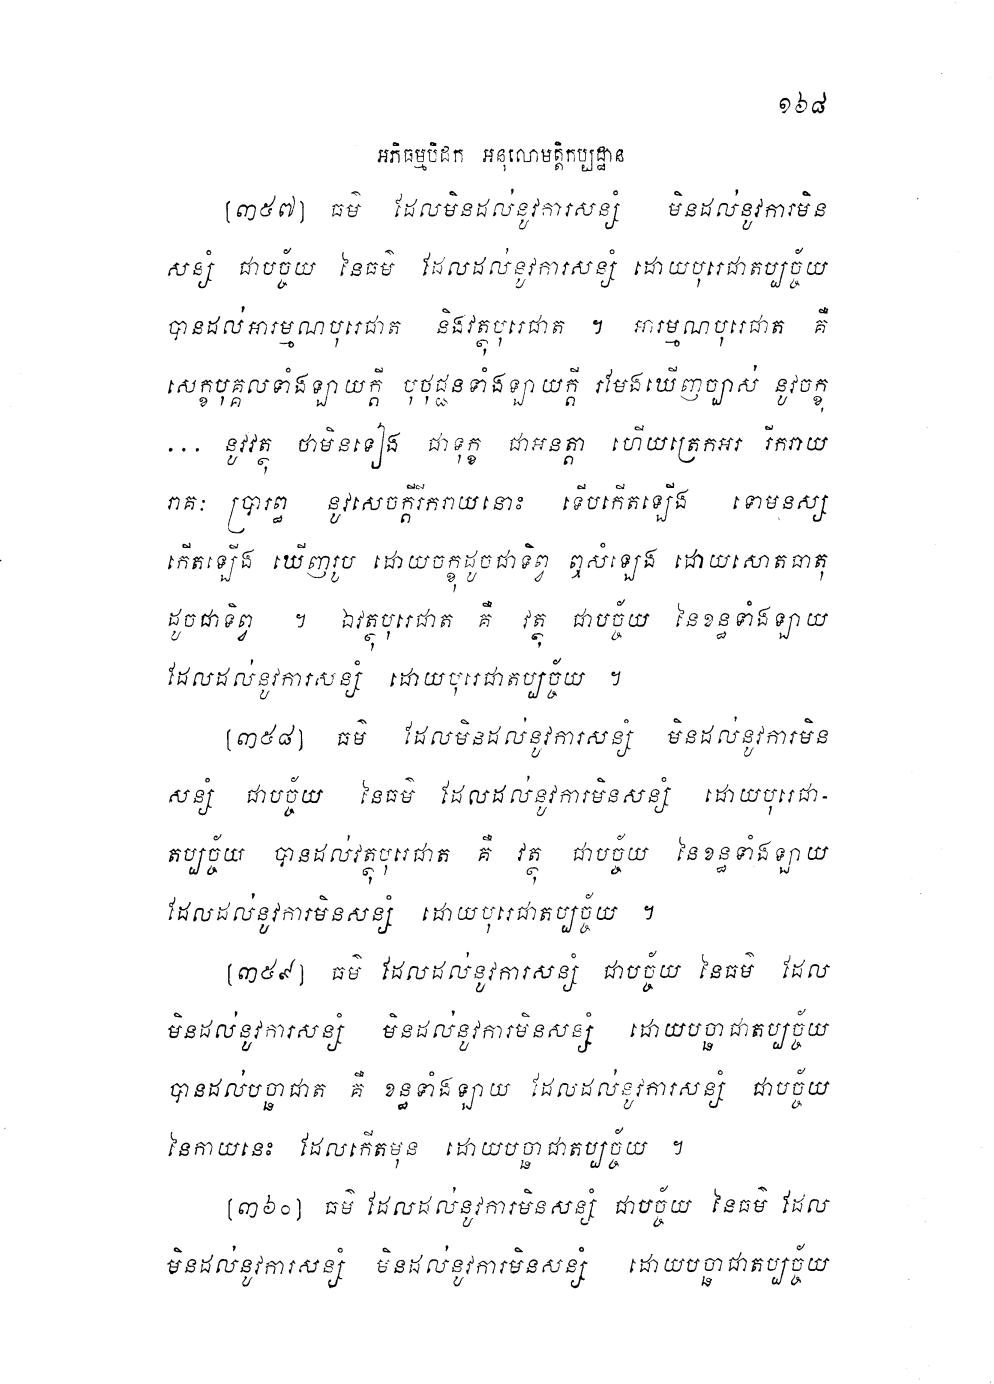 ១៦៨
អភិធម្មបិដក អនុលោមត្តិកប្បដ្ឋាន
[៣៥៧] ធម៌ ដែលមិនដល់នូវការសន្សំ មិនដល់នូវការមិន
សន្សំ ជាបច្ច័យ នៃធម៌ ដែលដល់នូវការសន្សំ ដោយបុរេជាតប្បច្ច័យ
បានដល់អារម្មណបុរេជាត និងវត្ថុបុរេជាត ។ អារម្មណបុរេជាត គឺ
សេក្ខបុគ្គលទាំងឡាយក្តី បុថុជ្ជនទាំងឡាយក្តី រមែងឃើញច្បាស់ នូវចក្ខុ
... នូវវត្ថុ ថាមិនទៀង ជាទុក្ខ ជាអនត្តា ហើយត្រេកអរ រីករាយ
រាគៈ ប្រារព្ធ នូវសេចក្តីរីករាយនោះ ទើបកើតឡើង ទោមនស្ស
កើតឡើង ឃើញរូប ដោយចក្ខុដូចជាទិព្វ ឮសំឡេង ដោយសោតធាតុ
ដូចជាទិព្វ ។ ឯវត្ថុបុរេជាត គឺ វត្ថុ ជាបច្ច័យ នៃខន្ធទាំងឡាយ
ដែលដល់នូវការសន្សំ ដោយបុរេជាតប្បច្ច័យ ។
[៣៥៨] ធម៌ ដែលមិនដល់នូវការសន្សំ មិនដល់នូវការមិន
សន្សំ ជាបច្ច័យ នៃធម៌ ដែលដល់នូវការមិនសន្សំ ដោយបុរេជា-
តប្បច្ច័យ បានដល់វត្ថុបុរេជាត គឺ វត្ថុ ជាបច្ច័យ នៃខន្ធទាំងឡាយ
ដែលដល់នូវការមិនសន្សំ ដោយបុរេជាតប្បច្ច័យ ។
[៣៥៩] ធម៌ ដែលដល់នូវការសន្សំ ជាបច្ច័យ នៃធម៌ ដែល
មិនដល់នូវការសន្សំ មិនដល់នូវការមិនសន្សំ ដោយបច្ឆាជាតប្បច្ច័យ
បានដល់បច្ឆាជាត គឺ ខន្ធទាំងឡាយ ដែលដល់នូវការសន្សំ ជាបច្ច័យ
នៃកាយនេះ ដែលកើតមុន ដោយបច្ឆាជាតប្បច្ច័យ ។
[៣៦០] ធម៌ ដែលដល់នូវការមិនសន្សំ ជាបច្ច័យ នៃធម៌ ដែល
មិនដល់នូវការសន្សំ មិនដល់នូវការមិនសន្សំ ដោយបច្ឆាជាតប្បច្ច័យ